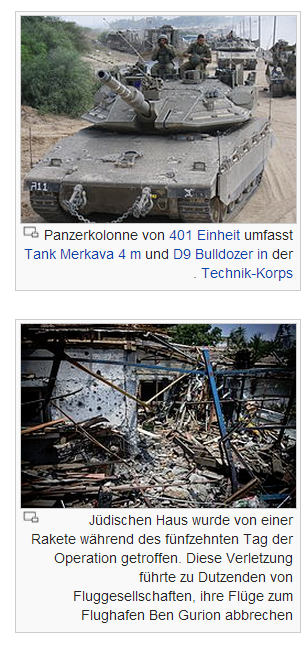 A11
Panzerkolonne von 401 Einheit umfasst
Tank Merkava 4 m und D9 Bulldozer in der
. Technik-Korps
Jüdischen Haus wurde von einer
Rakete während des fünfzehnten Tag der
Operation getroffen. Diese Verletzung
führte zu Dutzenden von
Fluggesellschaften, ihre Flüge zum
Flughafen Ben Gurion abbrechen